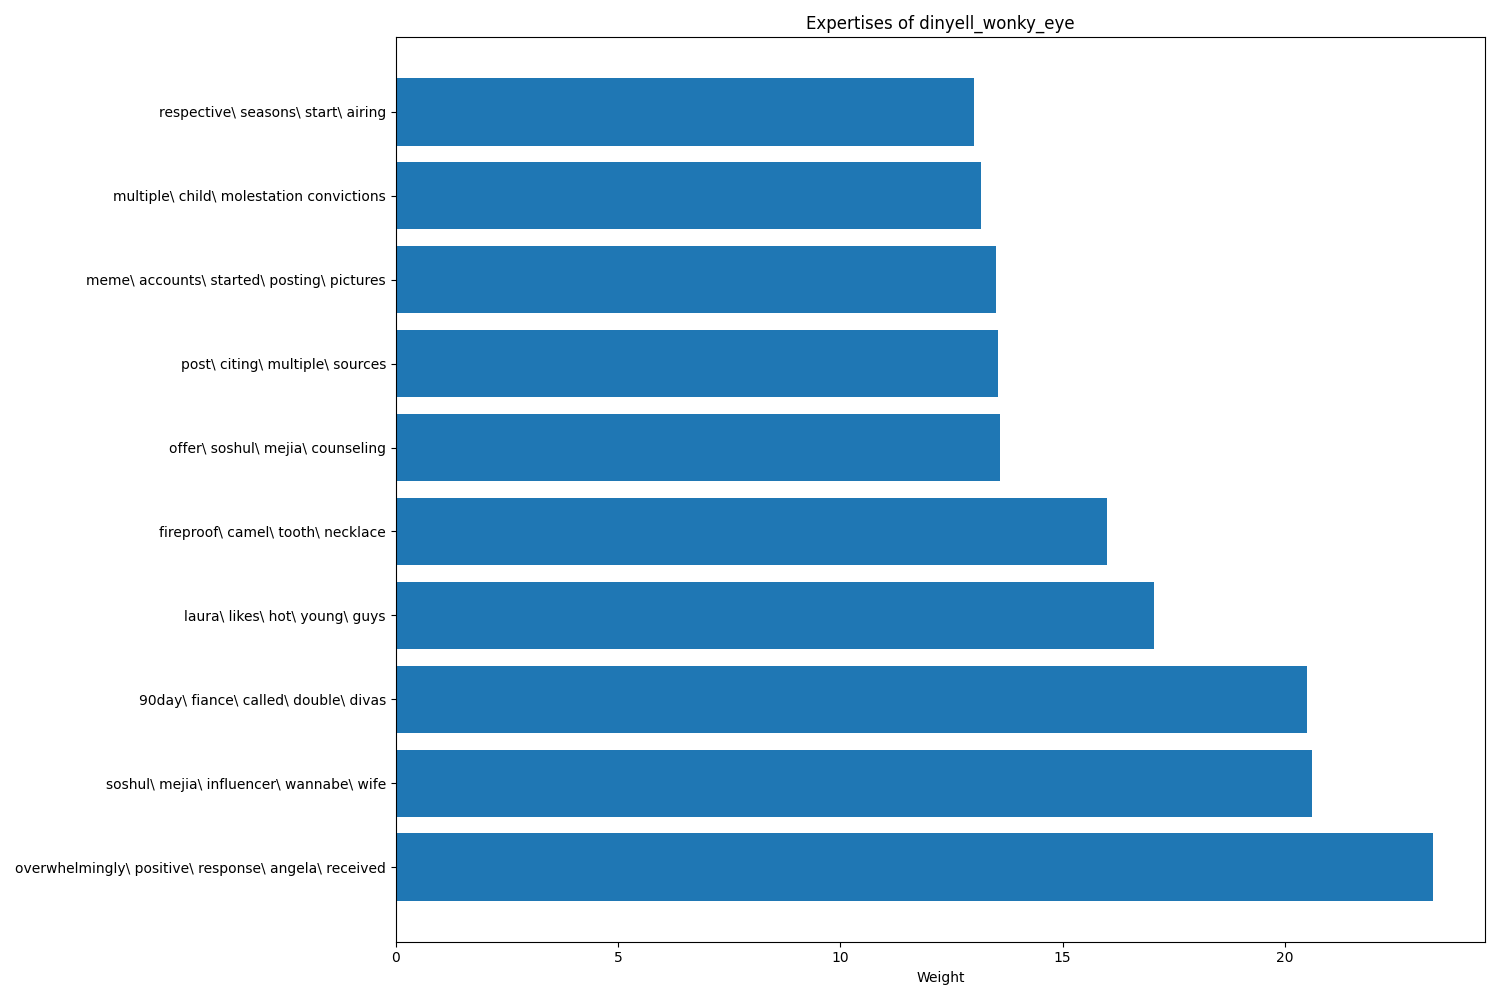 Expertises of dinyell_wonky_eye
respective\ seasons\ start\ airing
multiple\ child\ molestation convictions
meme\ accounts\ started\ posting\ pictures
post\ citing\ multiple\ sources
offer\ soshul\ mejia\ counseling
fireproof\ camel\ tooth\ necklace
laura\ likes\ hot\ young\ guys
90day\ fiance\ called\ double\ divas
soshul\ mejia\ influencer\ wannabe\ wife
overwhelmingly\ positive\ response\ angela\ received
0 5 10 15 20
Weight